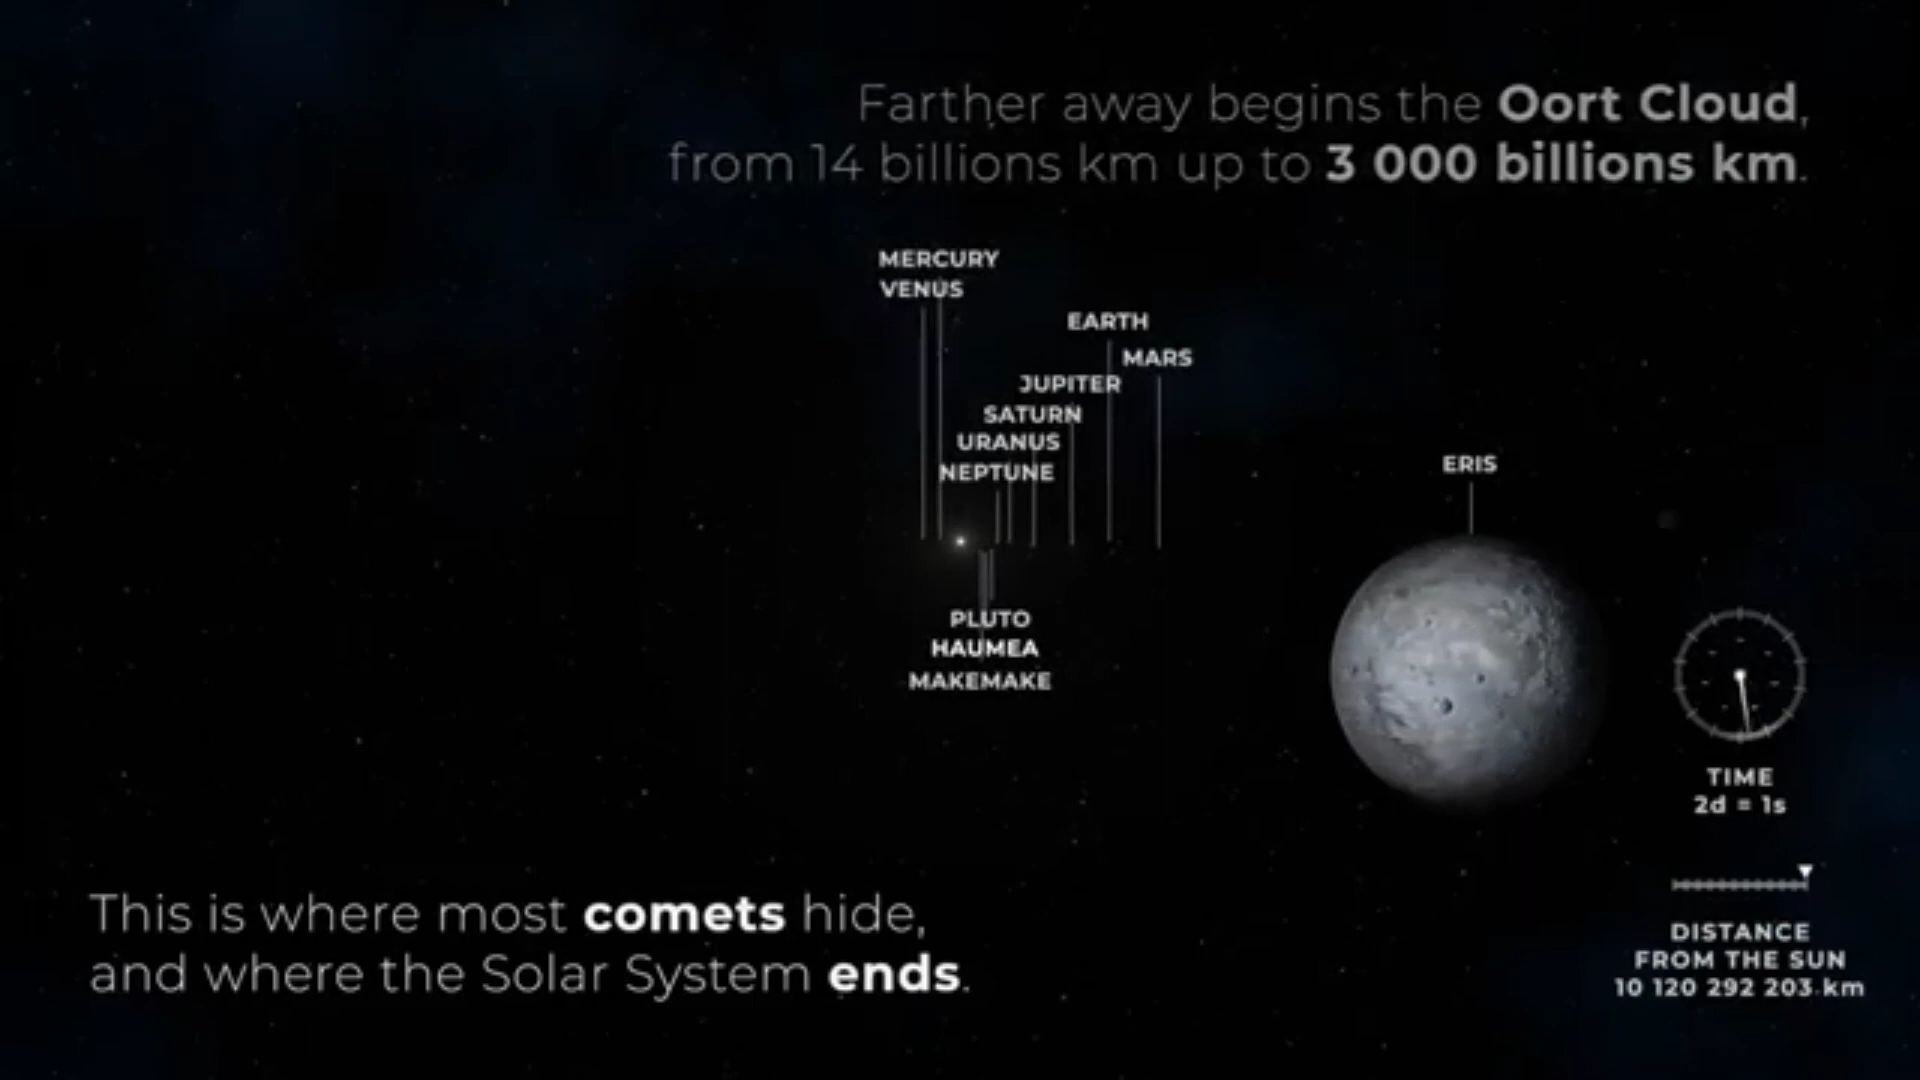 Farther away begins the Oort Cloud,
from 14 billions km up to 3 000 billions km.
MERCURY
VENUS
EARTH
MARS
JUPITER
SATURN
URANUS
NEPTUNE
ERIS
PLUTO
HAUMEA
MAKEMAKE
TIME
2d = 1s
This is where most comets hide,
and where the Solar System ends.
DISTANCE
FROM THE SUN
10 120 292 203 km